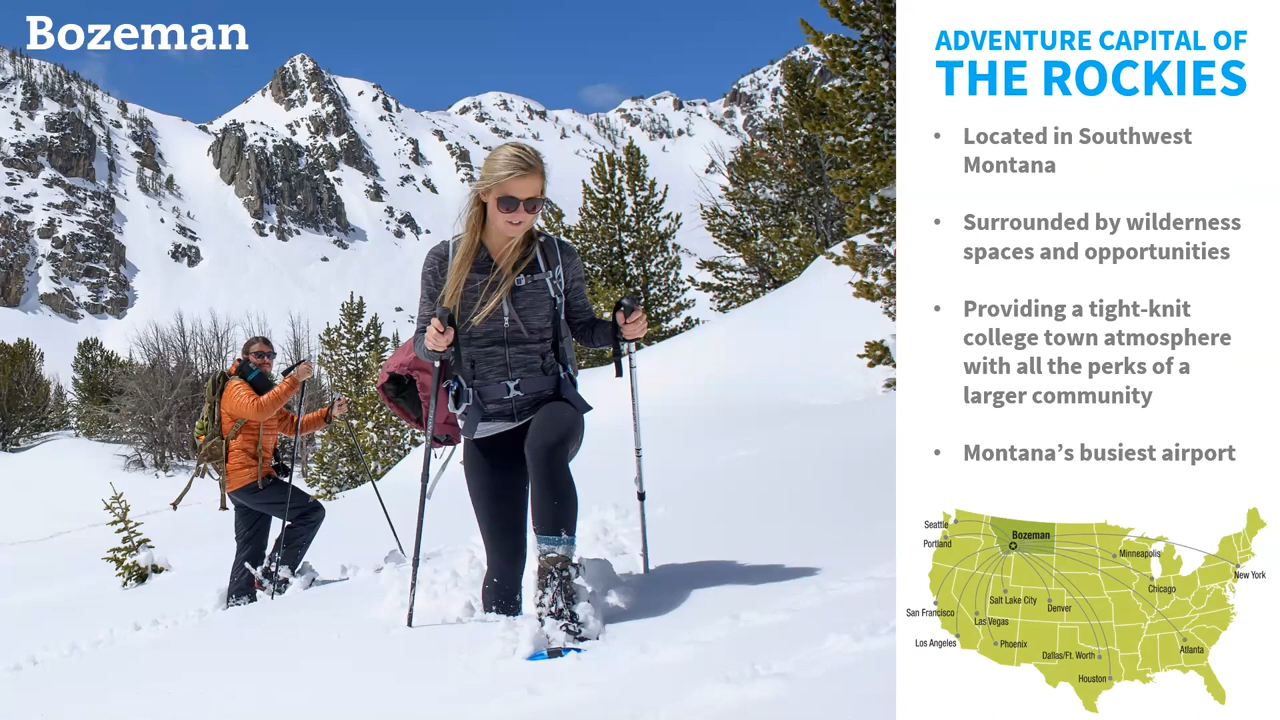 Bozeman
ADVENTURE CAPITAL OF
THE ROCKIES
• Located in Southwest
Montana
• Surrounded by wilderness
spaces and opportunities
• Providing a tight-knit
college town atmosphere
with all the perks of a
larger community
• Montana’s busiest airport
Seattle
Portland
Bozeman
Minneapolis
New York
Chicago
Salt Lake City
Denver
San Francisco
Las Vegas
Los Angeles
Phoenix
Dallas/Ft. Worth
Atlanta
Houston